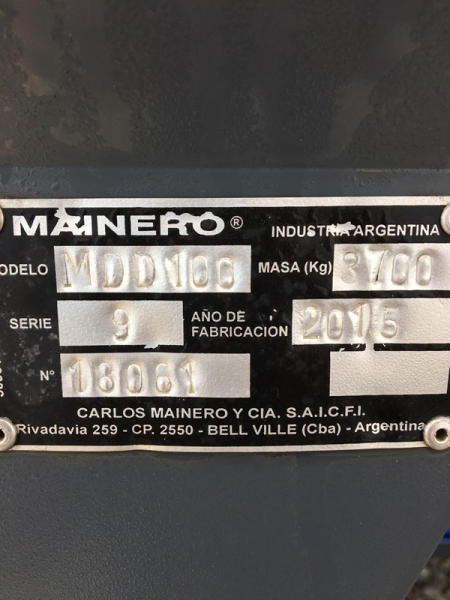 MAINERO®
INDUSTRIA ARGENTINA
MODELO MDD100 MASA (Kg) 3700
SERIE 9 AÑO DE FABRICACION 2015
N° 18061
CARLOS MAINERO Y CIA. S.A.I.C.F.I.
Rivadavia 259 - CP. 2550 - BELL VILLE (Cba) - Argentina